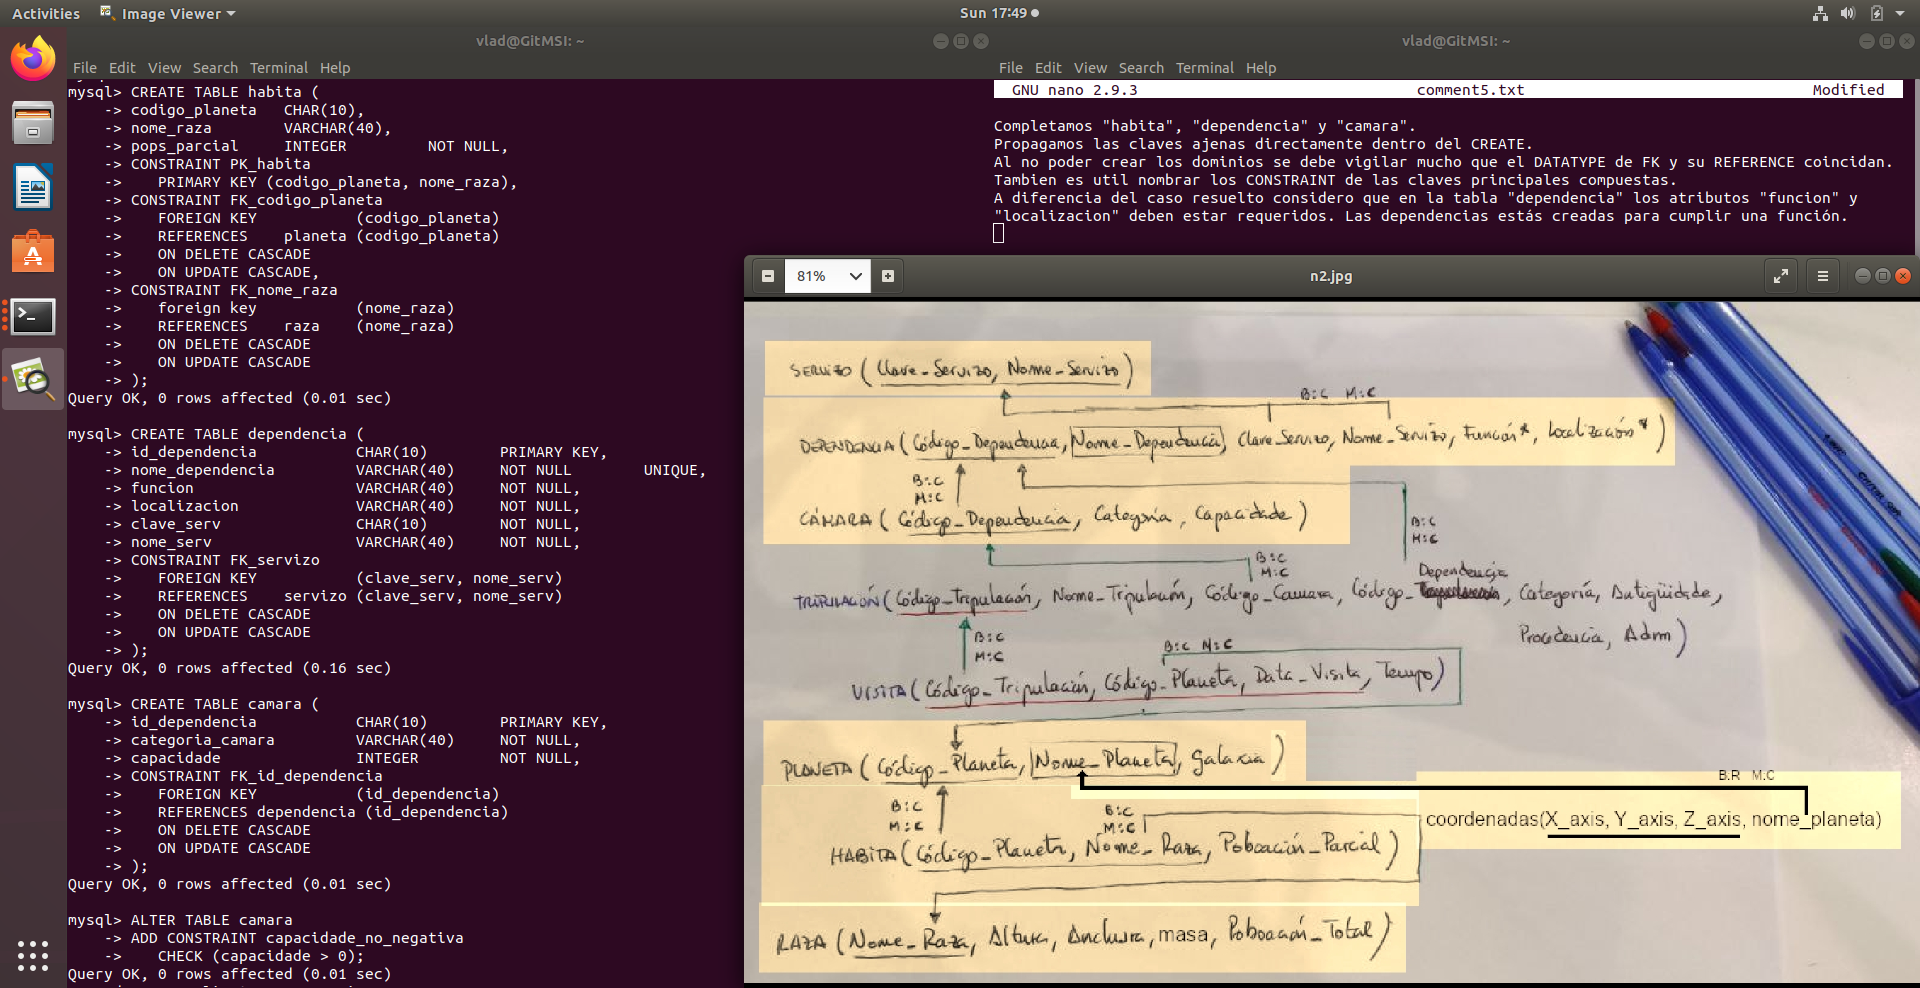 Activities Image Viewer Sun 17:49
vlad@GitMSI: ~
File Edit View Search Terminal Help
mysql> CREATE TABLE habita (
-> codigo_planeta CHAR(10),
-> nome_raza VARCHAR(40),
-> pops_parcial INTEGER NOT NULL,
-> CONSTRAINT PK_habita
-> PRIMARY KEY (codigo_planeta, nome_raza),
-> CONSTRAINT FK_codigo_planeta
-> FOREIGN KEY (codigo_planeta)
-> REFERENCES planeta (codigo_planeta)
-> ON DELETE CASCADE
-> ON UPDATE CASCADE,
-> CONSTRAINT FK_nome_raza
-> foreign key (nome_raza)
-> REFERENCES raza (nome_raza)
-> ON DELETE CASCADE
-> ON UPDATE CASCADE
-> );
Query OK, 0 rows affected (0.01 sec)
mysql> CREATE TABLE dependencia (
-> id_dependencia CHAR(10) PRIMARY KEY,
-> nome_dependencia VARCHAR(40) NOT NULL UNIQUE,
-> funcion VARCHAR(40) NOT NULL,
-> localizacion VARCHAR(40) NOT NULL,
-> clave_serv CHAR(10) NOT NULL,
-> nome_serv VARCHAR(40) NOT NULL,
-> CONSTRAINT FK_servizo
-> FOREIGN KEY (clave_serv, nome_serv)
-> REFERENCES servizo (clave_serv, nome_serv)
-> ON DELETE CASCADE
-> ON UPDATE CASCADE
-> );
Query OK, 0 rows affected (0.16 sec)
mysql> CREATE TABLE camara (
-> id_dependencia CHAR(10) PRIMARY KEY,
-> categoria_camara VARCHAR(40) NOT NULL,
-> capacidade INTEGER NOT NULL,
-> CONSTRAINT FK_id_dependencia
-> FOREIGN KEY (id_dependencia)
-> REFERENCES dependencia (id_dependencia)
-> ON DELETE CASCADE
-> ON UPDATE CASCADE
-> );
Query OK, 0 rows affected (0.01 sec)
mysql> ALTER TABLE camara
-> ADD CONSTRAINT capacidade_no_negativa
-> CHECK (capacidade > 0);
Query OK, 0 rows affected (0.01 sec)
vlad@GitMSI: ~
File Edit View Search Terminal Help
GNU nano 2.9.3 comment5.txt Modified
Completamos "habita", "dependencia" y "camara".
Propagamos las claves ajenas directamente dentro del CREATE.
Al no poder crear los dominios se debe vigilar mucho que el DATATYPE de FK y su REFERENCE coincidan.
Tambien es util nombrar los CONSTRAINT de las claves principales compuestas.
A diferencia del caso resuelto considero que en la tabla "dependencia" los atributos "funcion" y
"localizacion" deben estar requeridos. Las dependencias estás creadas para cumplir una función.
81% n2.jpg
SERVIZO (Clave_Servizo, Nome_Servizo)
B:C M:C
DEPENDENCIA (Código_Dependencia, Nome_Dependencia, Clave_Servizo, Nome_Servizo, Función*, Localización*)
B:C
M:C
CÁMARA (Código_Dependencia, Categoría, Capacidade)
B:C
M:C
B:C
M:C
Dependencia
TRIPULACIÓN (Código_Tripulación, Nome_Tripulación, Código_Camara, Código_ , Categoría, Antigüidade,
Procedencia, Adm)
B:C
M:C
B:C M:C
VISITA (Código_Tripulación, Código_Planeta, Data_Visita, Tempo)
PLANETA (Código_Planeta, Nome_Planeta, Galaxia)
B.R M:C
B:C
M:C
B:C
M:C
coordenadas(X_axis, Y_axis, Z_axis, nome_planeta)
HABITA (Código_Planeta, Nome_Raza, Poboación_Parcial)
RAZA (Nome_Raza, Altura, Anchura, masa, Poboación_Total)